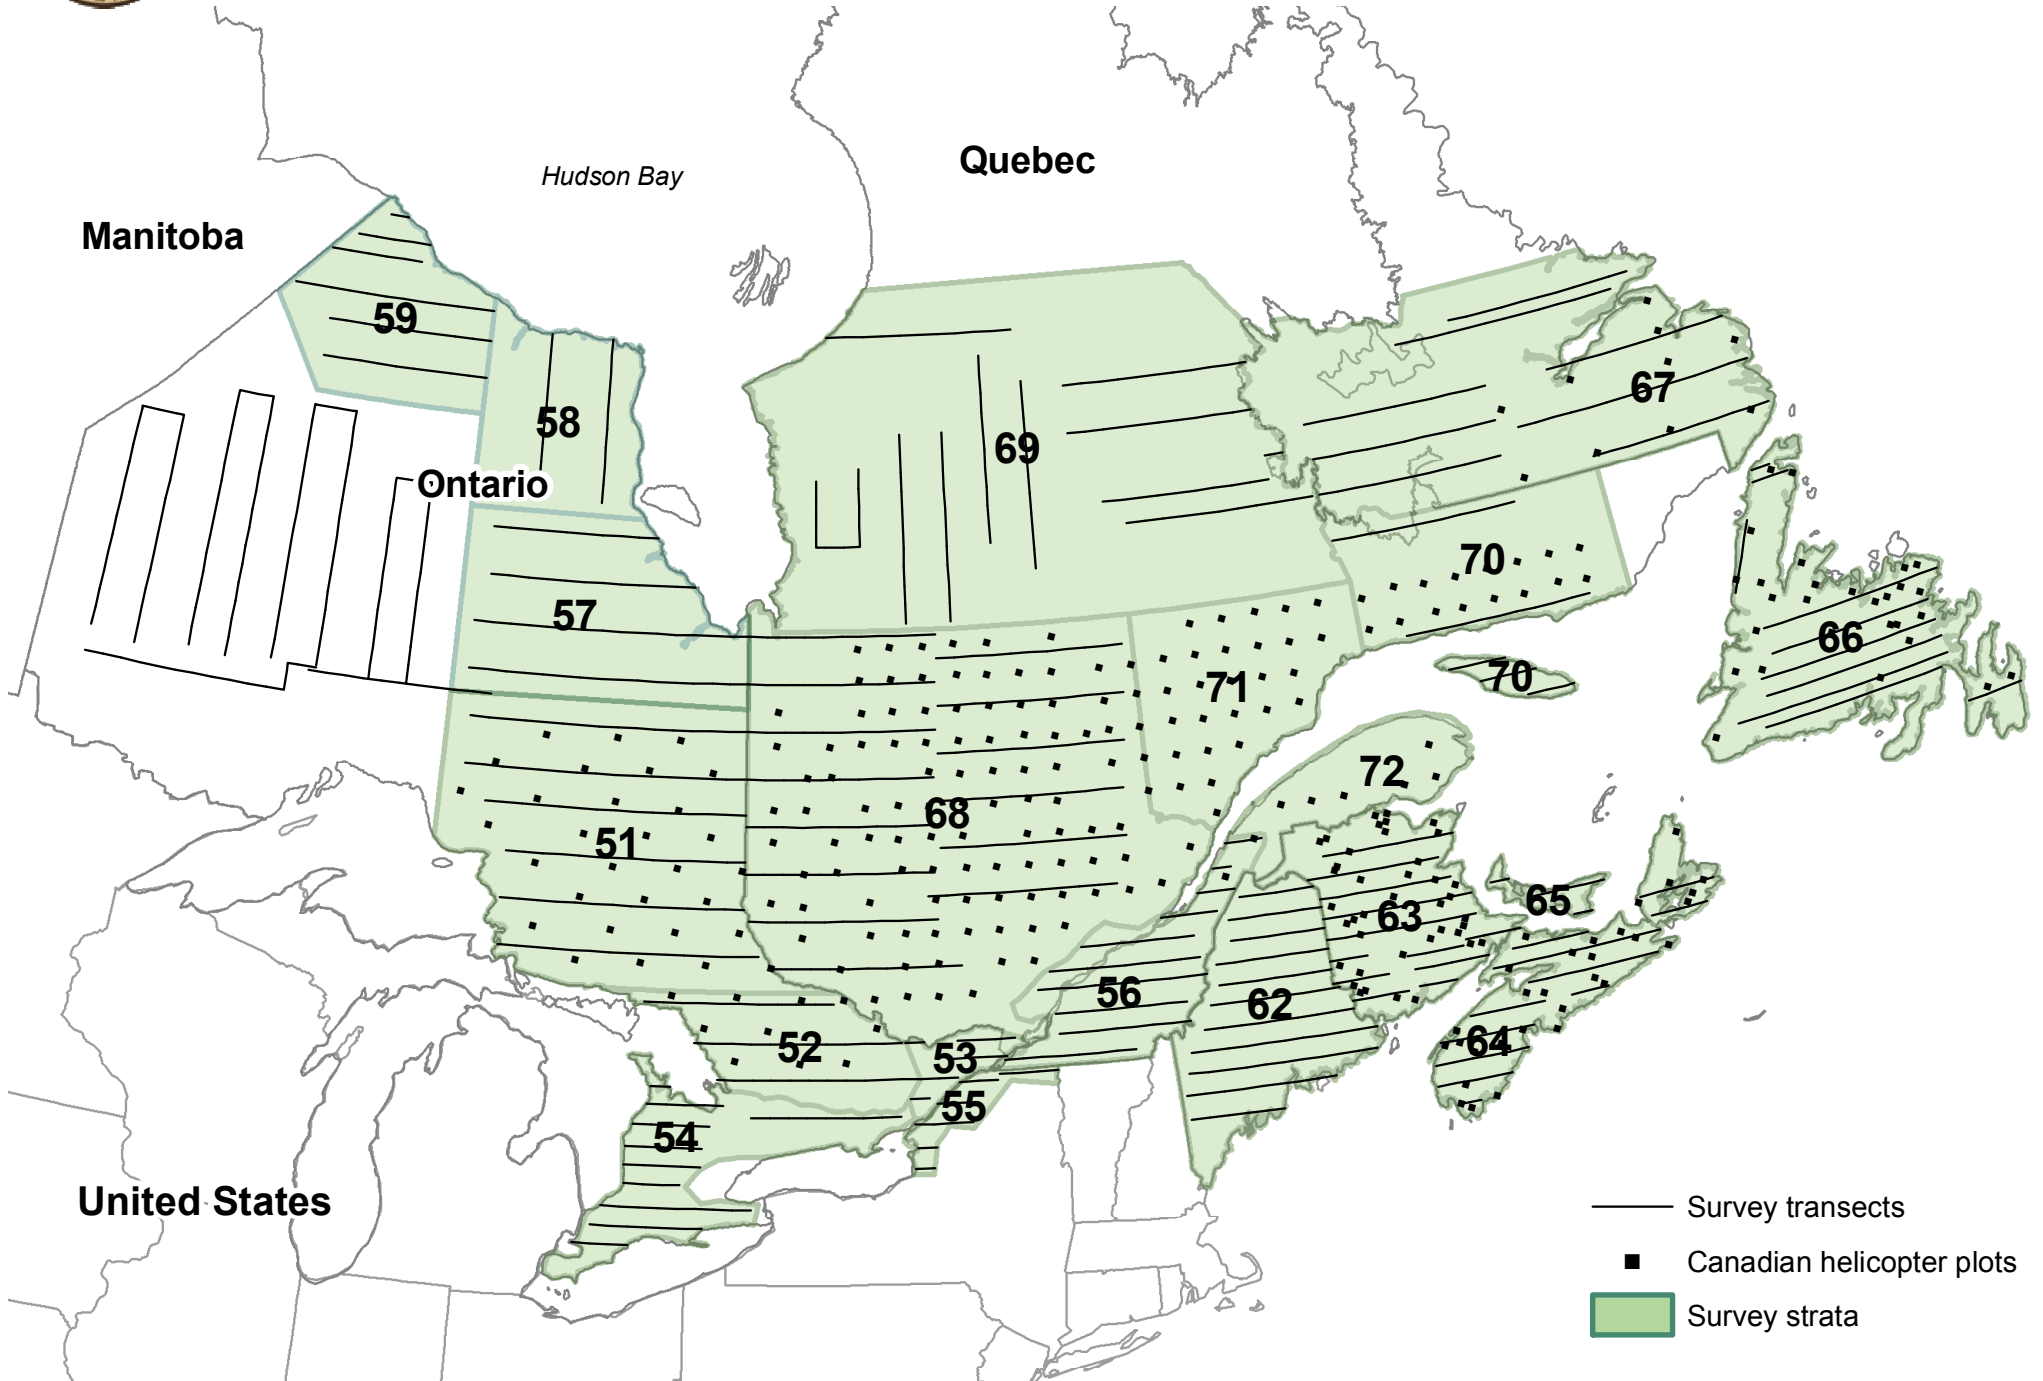 Quebec
Hudson Bay
Manitoba
59
67
58
69
Ontario
70
57
66
70
71
72
68
51
65
63
56
62
52
53
64
55
54
United States
Survey transects
Canadian helicopter plots
Survey strata